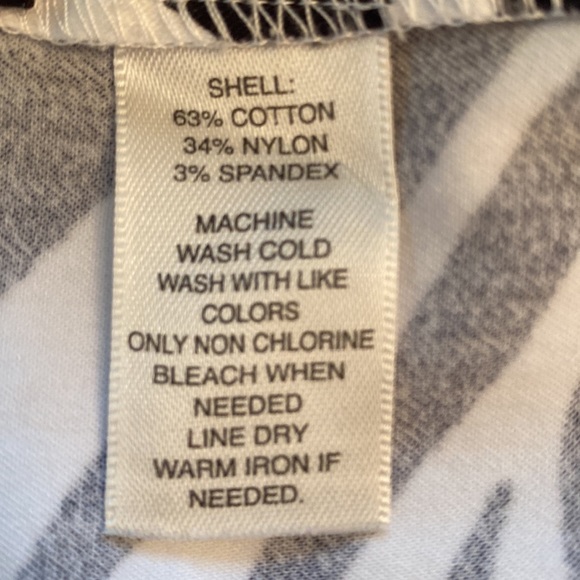 SHELL:
63% COTTON
34% NYLON
3% SPANDEX
MACHINE
WASH COLD
WASH WITH LIKE
COLORS
ONLY NON CHLORINE
BLEACH WHEN
NEEDED
LINE DRY
WARM IRON IF
NEEDED.